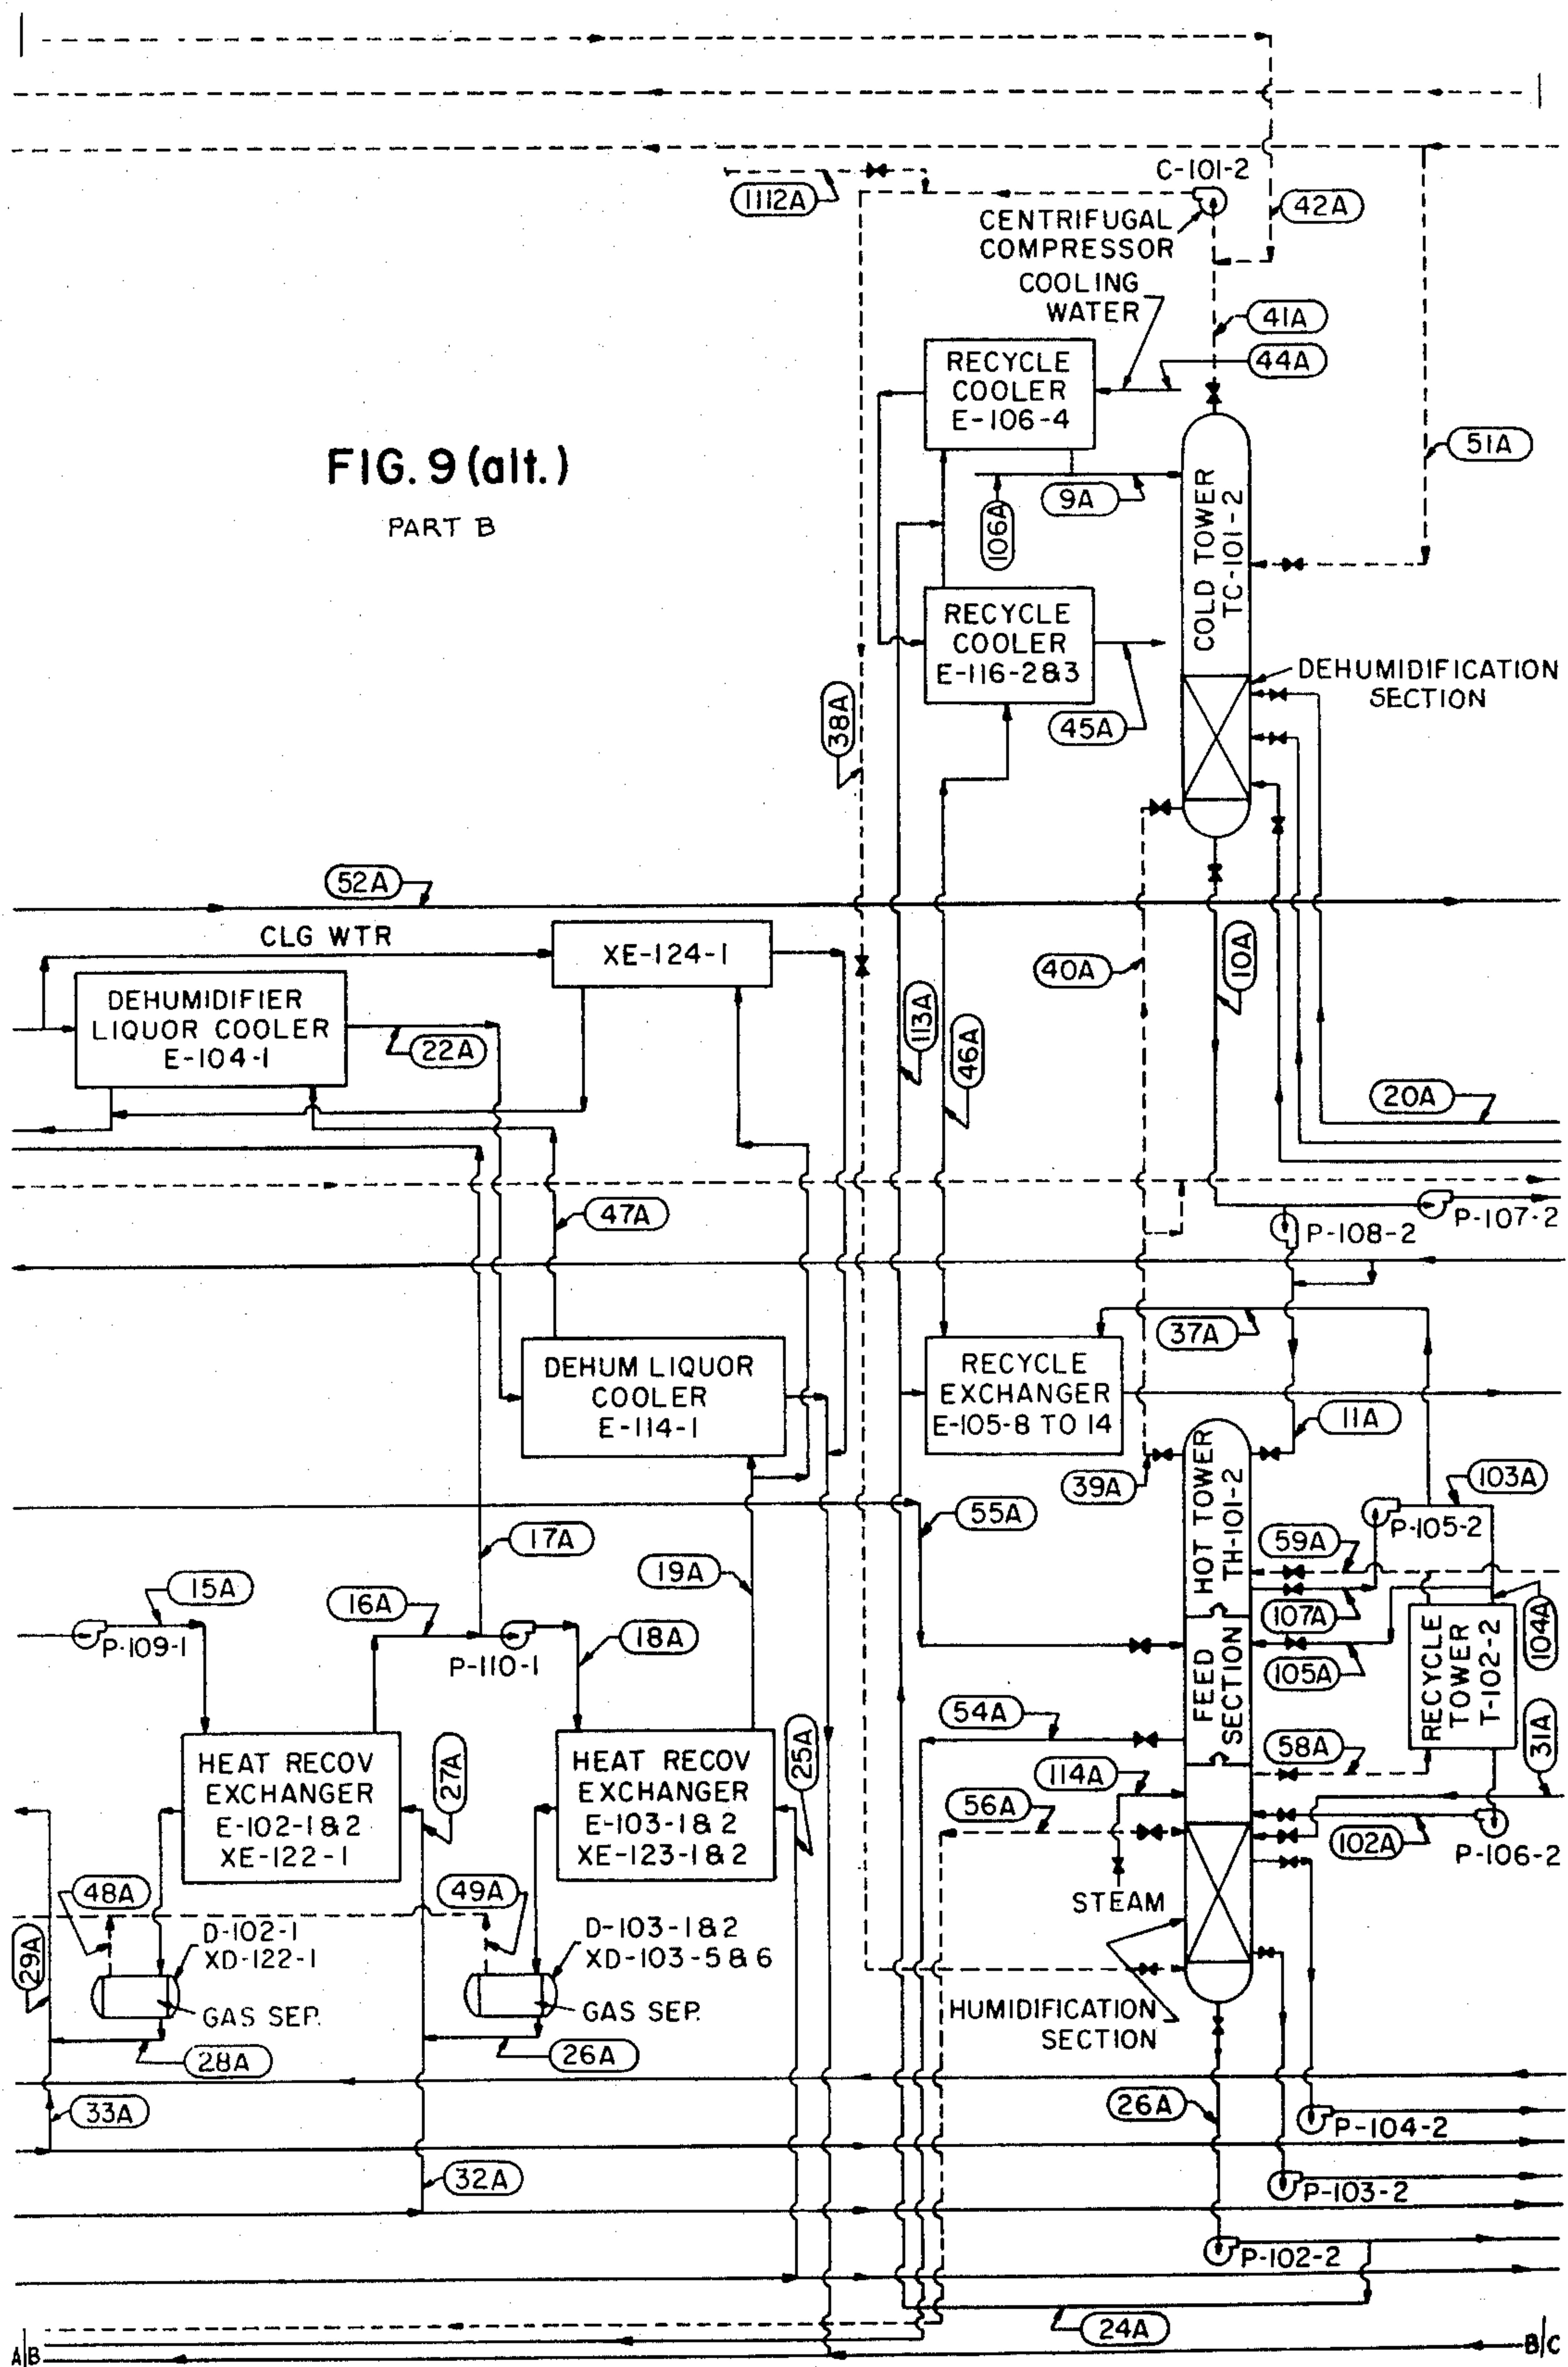 C-101-2
1112A
42A
CENTRIFUGAL
COMPRESSOR
COOLING
WATER
41A
44A
RECYCLE
COOLER
E-106-4
51A
FIG. 9 (alt.)
PART B
9A
106A
COLD TOWER
TC-101-2
RECYCLE
COOLER
E-116-2&3
DEHUMIDIFICATION
SECTION
38A
45A
52A
CLG WTR
XE-124-1
DEHUMIDIFIER
LIQUOR COOLER
E-104-1
22A
40A
10A
113A
46A
20A
47A
P-107-2
P-108-2
37A
DEHUM LIQUOR
COOLER
E-114-1
RECYCLE
EXCHANGER
E-105-8 TO 14
11A
39A
HOT TOWER
TH-101-2
103A
P-105-2
55A
17A
59A
19A
15A
16A
107A
104A
P-109-1
P-110-1
18A
FEED
SECTION
105A
RECYCLE
TOWER
T-102-2
54A
31A
58A
HEAT RECOV
EXCHANGER
E-102-1&2
XE-122-1
27A
HEAT RECOV
EXCHANGER
E-103-1&2
XE-123-1&2
25A
114A
56A
102A
P-106-2
48A
49A
STEAM
D-102-1
XD-122-1
D-103-1&2
XD-103-5&6
29A
GAS SEP.
GAS SEP.
HUMIDIFICATION
SECTION
28A
26A
33A
26A
P-104-2
32A
P-103-2
P-102-2
24A
A/B
B/C